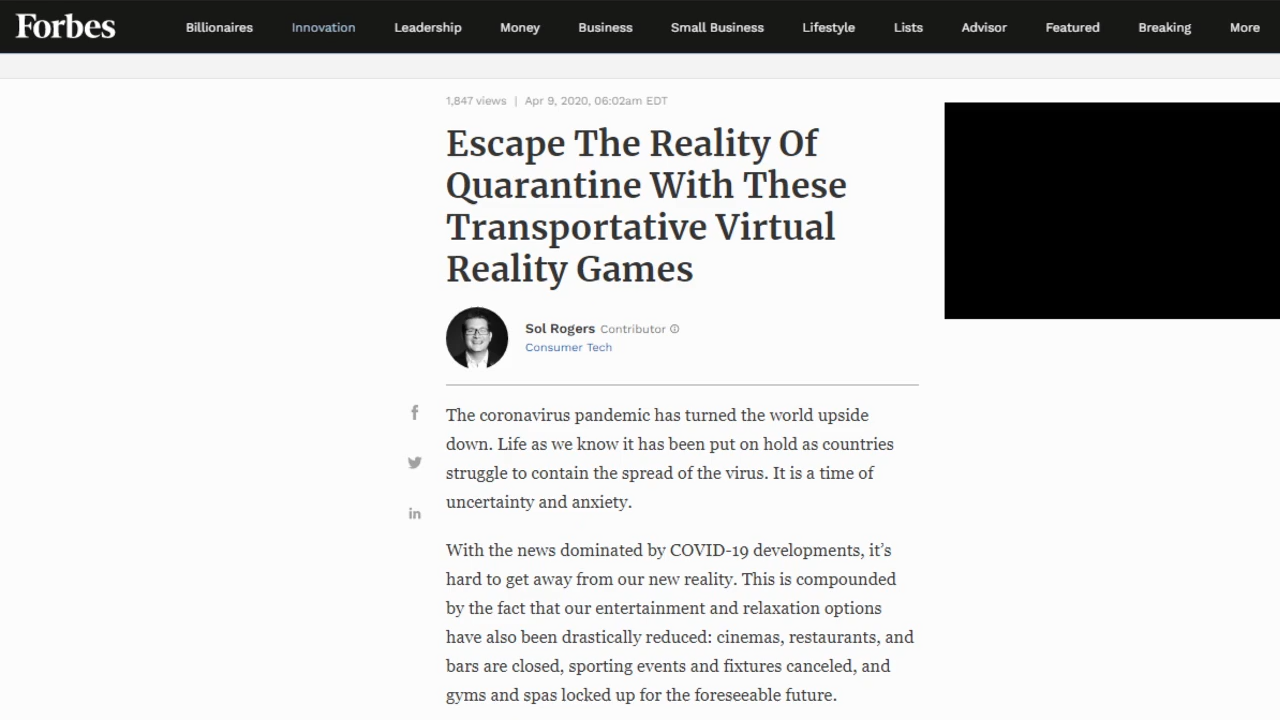 Forbes Billionaires Innovation Leadership Money Business Small Business Lifestyle Lists Advisor Featured Breaking More
1,847 views | Apr 9, 2020, 06:02am EDT
Escape The Reality Of
Quarantine With These
Transportative Virtual
Reality Games
Sol Rogers Contributor
Consumer Tech
The coronavirus pandemic has turned the world upside
down. Life as we know it has been put on hold as countries
struggle to contain the spread of the virus. It is a time of
uncertainty and anxiety.
With the news dominated by COVID-19 developments, it’s
hard to get away from our new reality. This is compounded
by the fact that our entertainment and relaxation options
have also been drastically reduced: cinemas, restaurants, and
bars are closed, sporting events and fixtures canceled, and
gyms and spas locked up for the foreseeable future.